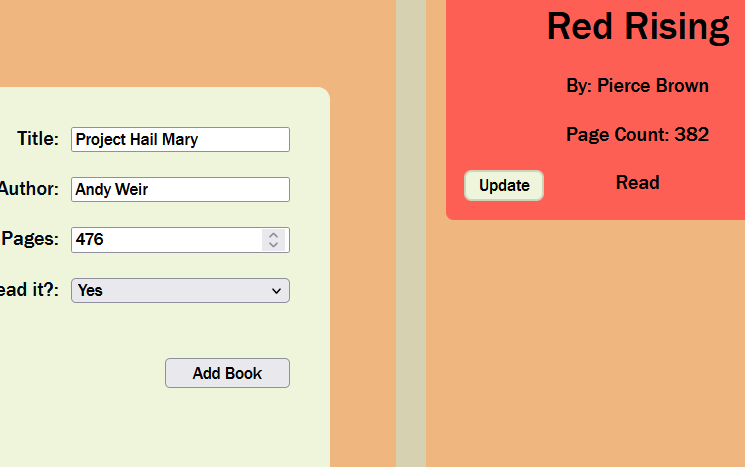 Title: Project Hail Mary
Author: Andy Weir
Pages: 476
ead it?: Yes
Add Book
Red Rising
By: Pierce Brown
Page Count: 382
Update Read